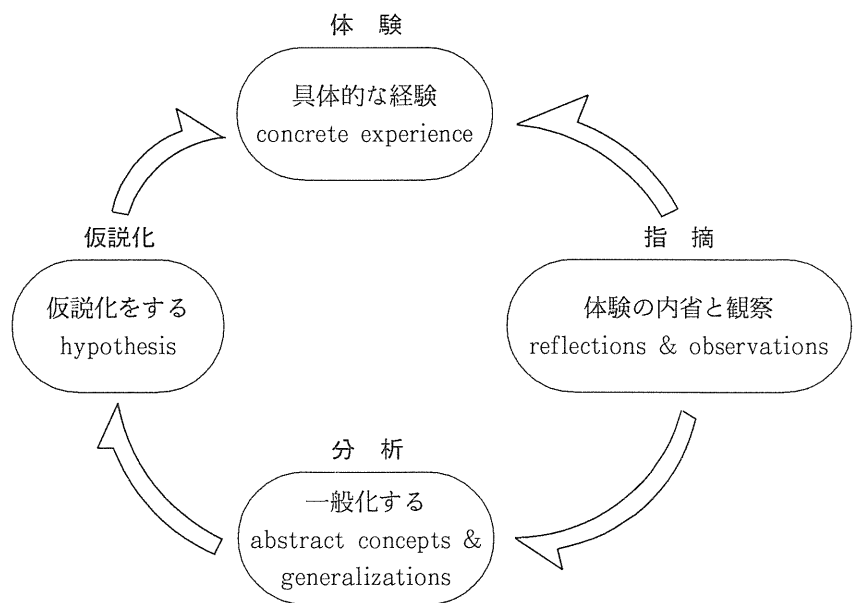 体 験
具体的な経験
concrete experience
指 摘
体験の内省と観察
reflections & observations
分 析
一般化する
abstract concepts &
generalizations
仮説化
仮説化をする
hypothesis